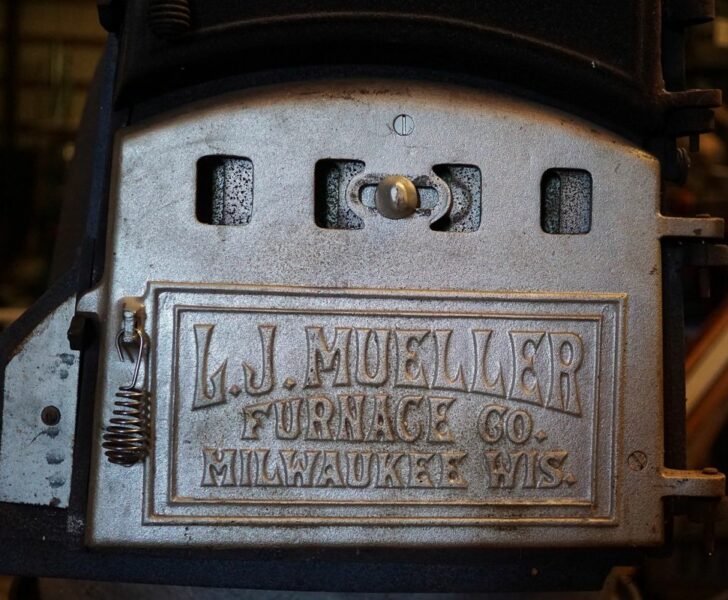 L.J. MUELLER
FURNACE CO.
MILWAUKEE WIS.